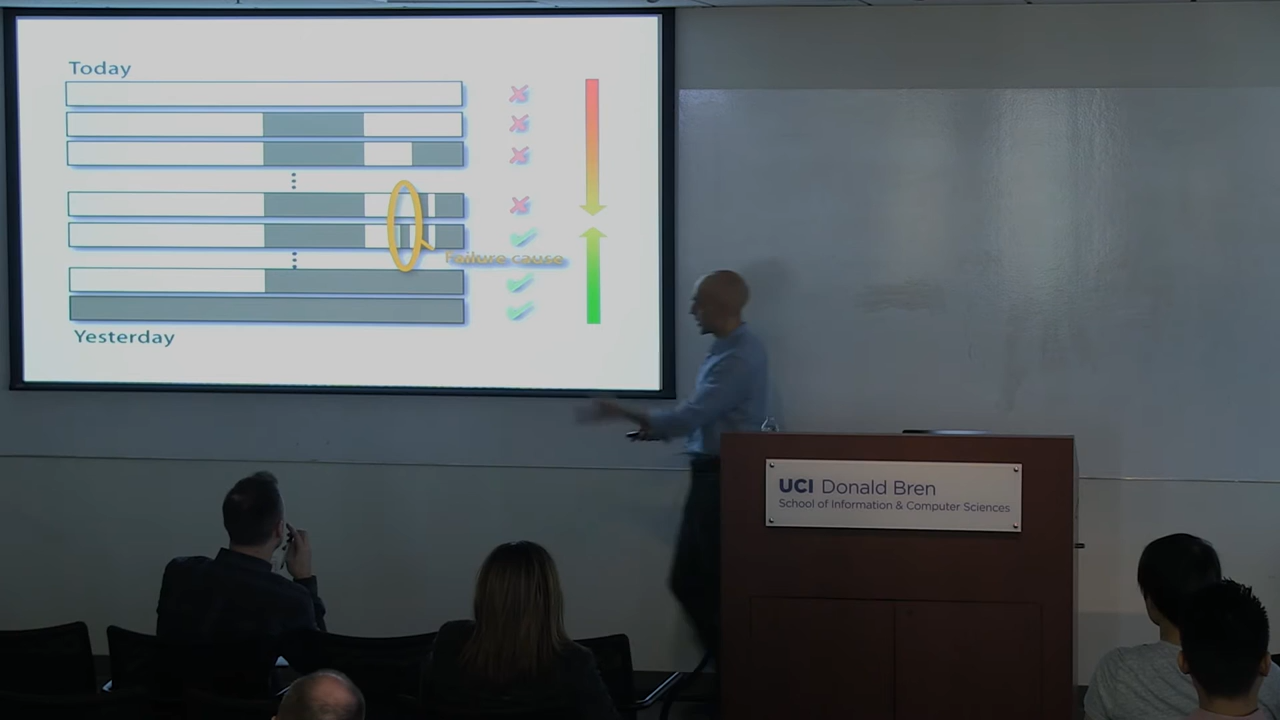 Today
Failure cause
Yesterday
UCI Donald Bren
School of Information & Computer Sciences